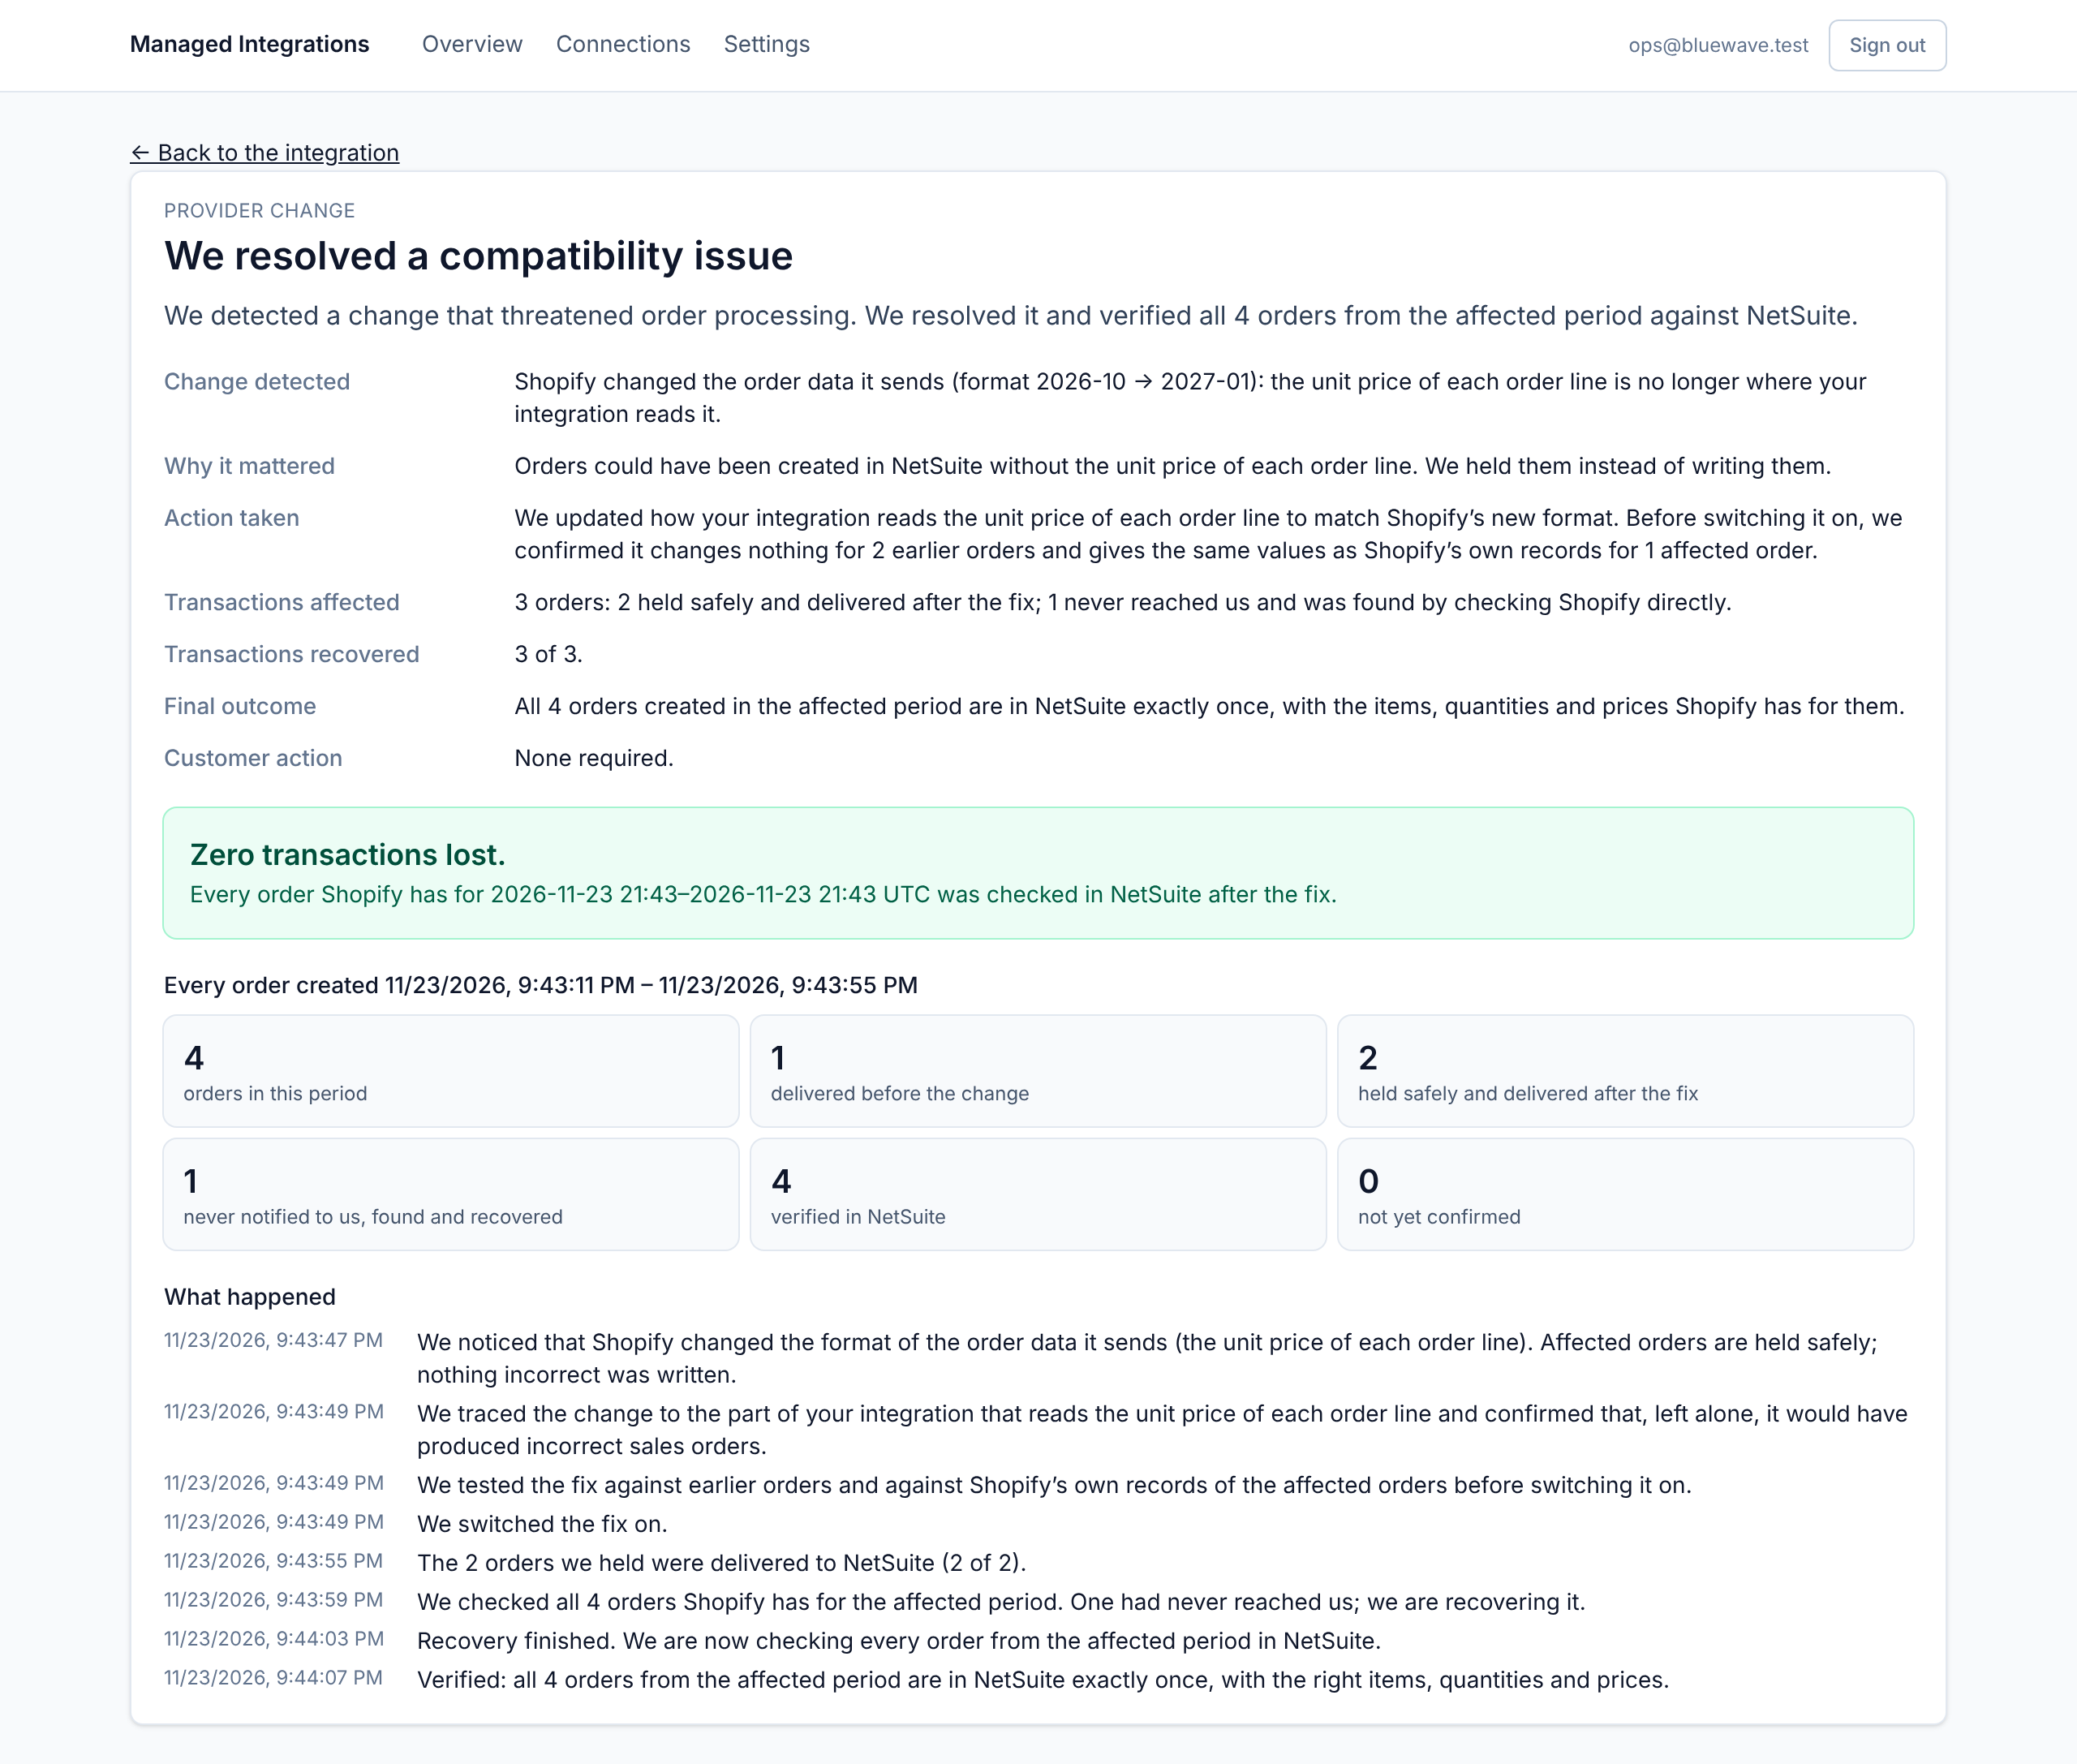 Managed Integrations Overview Connections Settings ops@bluewave.test Sign out
← Back to the integration
PROVIDER CHANGE
We resolved a compatibility issue
We detected a change that threatened order processing. We resolved it and verified all 4 orders from the affected period against NetSuite.
Change detected Shopify changed the order data it sends (format 2026-10 → 2027-01): the unit price of each order line is no longer where your
integration reads it.
Why it mattered Orders could have been created in NetSuite without the unit price of each order line. We held them instead of writing them.
Action taken We updated how your integration reads the unit price of each order line to match Shopify’s new format. Before switching it on, we
confirmed it changes nothing for 2 earlier orders and gives the same values as Shopify’s own records for 1 affected order.
Transactions affected 3 orders: 2 held safely and delivered after the fix; 1 never reached us and was found by checking Shopify directly.
Transactions recovered 3 of 3.
Final outcome All 4 orders created in the affected period are in NetSuite exactly once, with the items, quantities and prices Shopify has for them.
Customer action None required.
Zero transactions lost.
Every order Shopify has for 2026-11-23 21:43–2026-11-23 21:43 UTC was checked in NetSuite after the fix.
Every order created 11/23/2026, 9:43:11 PM – 11/23/2026, 9:43:55 PM
4
orders in this period
1
delivered before the change
2
held safely and delivered after the fix
1
never notified to us, found and recovered
4
verified in NetSuite
0
not yet confirmed
What happened
11/23/2026, 9:43:47 PM We noticed that Shopify changed the format of the order data it sends (the unit price of each order line). Affected orders are held safely;
nothing incorrect was written.
11/23/2026, 9:43:49 PM We traced the change to the part of your integration that reads the unit price of each order line and confirmed that, left alone, it would have
produced incorrect sales orders.
11/23/2026, 9:43:49 PM We tested the fix against earlier orders and against Shopify’s own records of the affected orders before switching it on.
11/23/2026, 9:43:49 PM We switched the fix on.
11/23/2026, 9:43:55 PM The 2 orders we held were delivered to NetSuite (2 of 2).
11/23/2026, 9:43:59 PM We checked all 4 orders Shopify has for the affected period. One had never reached us; we are recovering it.
11/23/2026, 9:44:03 PM Recovery finished. We are now checking every order from the affected period in NetSuite.
11/23/2026, 9:44:07 PM Verified: all 4 orders from the affected period are in NetSuite exactly once, with the right items, quantities and prices.